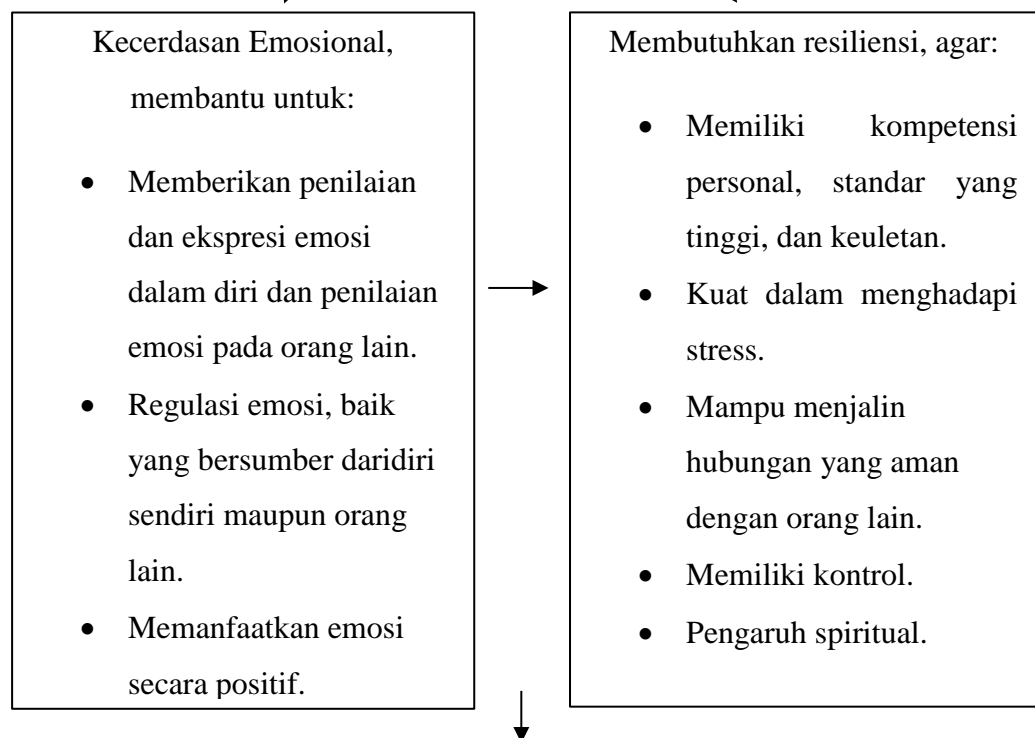 Kecerdasan Emosional,
membantu untuk:
• Memberikan penilaian
dan ekspresi emosi
dalam diri dan penilaian
emosi pada orang lain.
• Regulasi emosi, baik
yang bersumber daridiri
sendiri maupun orang
lain.
• Memanfaatkan emosi
secara positif.
Membutuhkan resiliensi, agar:
• Memiliki kompetensi
personal, standar yang
tinggi, dan keuletan.
• Kuat dalam menghadapi
stress.
• Mampu menjalin
hubungan yang aman
dengan orang lain.
• Memiliki kontrol.
• Pengaruh spiritual.